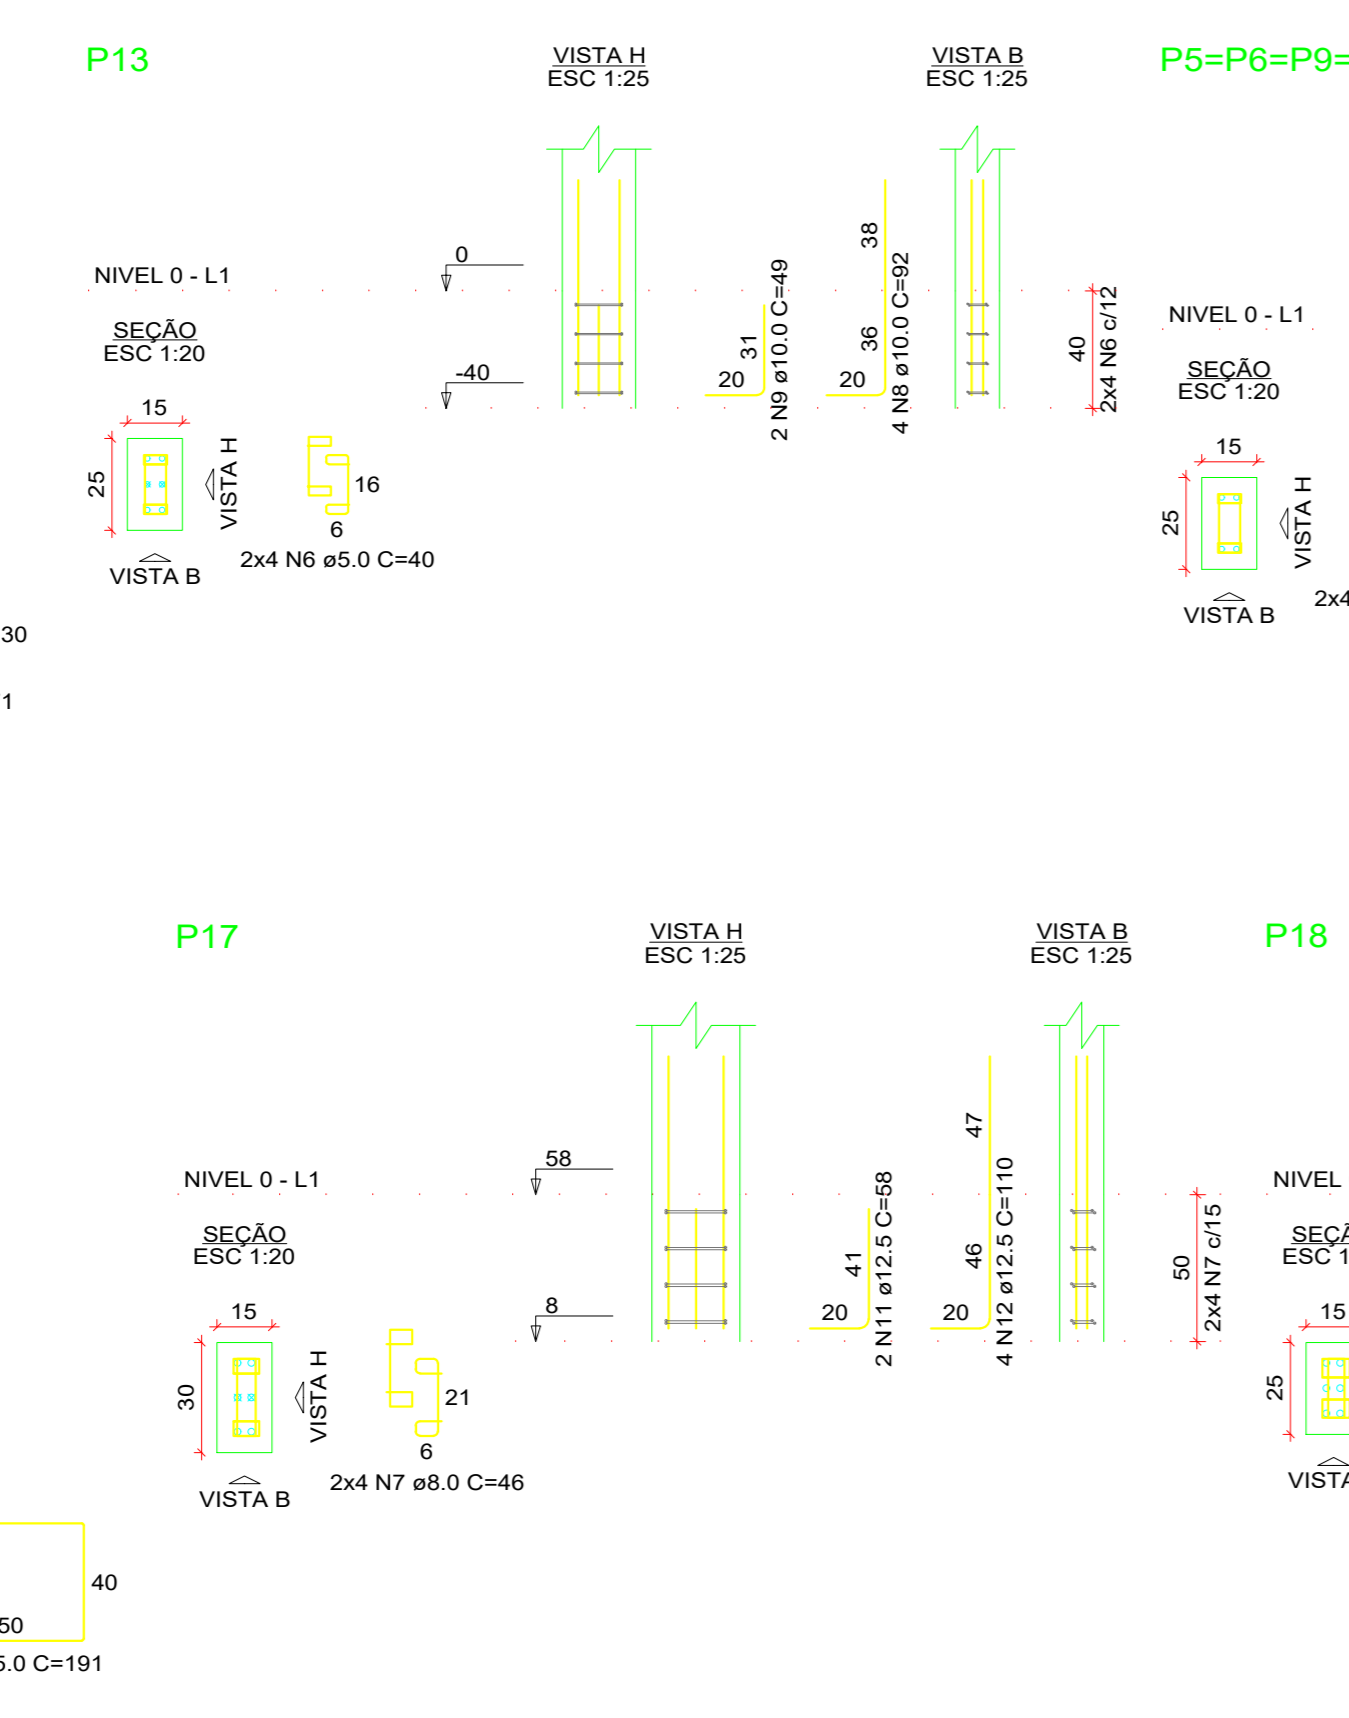 P13
VISTA H
ESC 1:25
VISTA B
ESC 1:25
P5=P6=P9=
NIVEL 0 - L1
0
-40
SEÇÃO
ESC 1:20
15
25
VISTA H
VISTA B
16
6
2x4 N6 ø5.0 C=40
20
31
2 N9 ø10.0 C=49
20
36
38
4 N8 ø10.0 C=92
40
2x4 N6 c/12
NIVEL 0 - L1
SEÇÃO
ESC 1:20
15
25
VISTA H
VISTA B
2x4
30
1
P17
VISTA H
ESC 1:25
VISTA B
ESC 1:25
P18
NIVEL 0 - L1
58
8
SEÇÃO
ESC 1:20
15
30
VISTA H
VISTA B
21
6
2x4 N7 ø8.0 C=46
20
41
2 N11 ø12.5 C=58
20
46
47
4 N12 ø12.5 C=110
50
2x4 N7 c/15
NIVEL
ESC 1
15
25
40
50
5.0 C=191